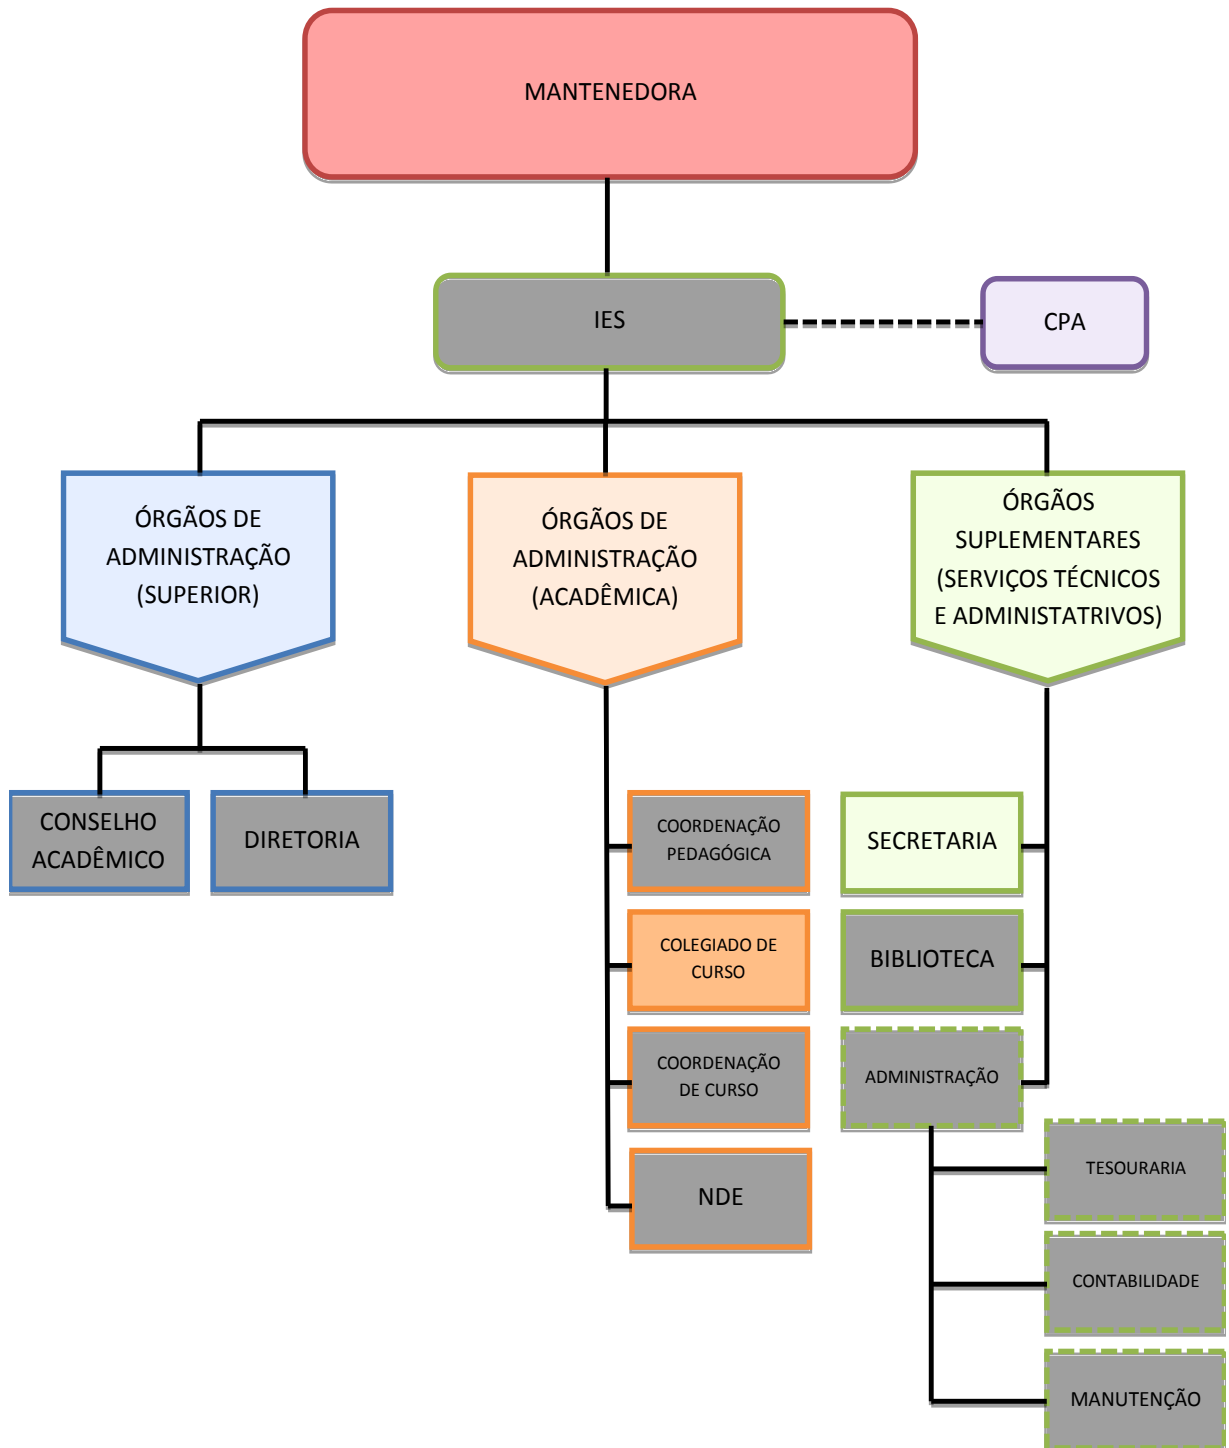 MANTENEDORA
IES
CPA
ÓRGÃOS DE
ADMINISTRAÇÃO
(SUPERIOR)
ÓRGÃOS DE
ADMINISTRAÇÃO
(ACADÊMICA)
ÓRGÃOS
SUPLEMENTARES
(SERVIÇOS TÉCNICOS
E ADMINISTATRIVOS)
CONSELHO
ACADÊMICO
DIRETORIA
COORDENAÇÃO
PEDAGÓGICA
COLEGIADO DE
CURSO
COORDENAÇÃO
DE CURSO
NDE
SECRETARIA
BIBLIOTECA
ADMINISTRAÇÃO
TESOURARIA
CONTABILIDADE
MANUTENÇÃO